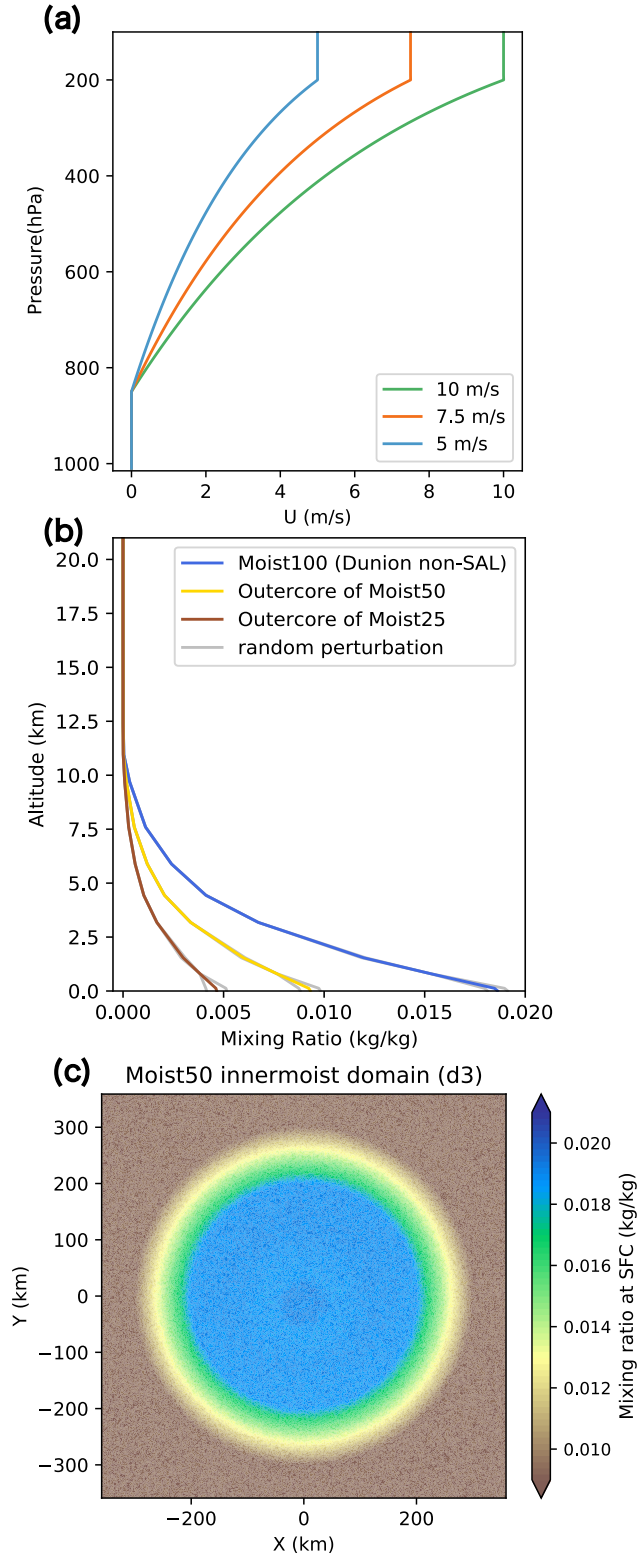 (a)
200
400
600
800
1000
Pressure(hPa)
10 m/s
7.5 m/s
5 m/s
0 2 4 6 8 10
U (m/s)
(b)
20.0
17.5
15.0
12.5
10.0
7.5
5.0
2.5
0.0
Altitude (km)
Moist100 (Dunion non-SAL)
Outercore of Moist50
Outercore of Moist25
random perturbation
0.000 0.005 0.010 0.015 0.020
Mixing Ratio (kg/kg)
(c)
Moist50 innermoist domain (d3)
300
200
100
0
−100
−200
−300
Y (km)
−200 0 200
X (km)
0.020
0.018
0.016
0.014
0.012
0.010
Mixing ratio at SFC (kg/kg)